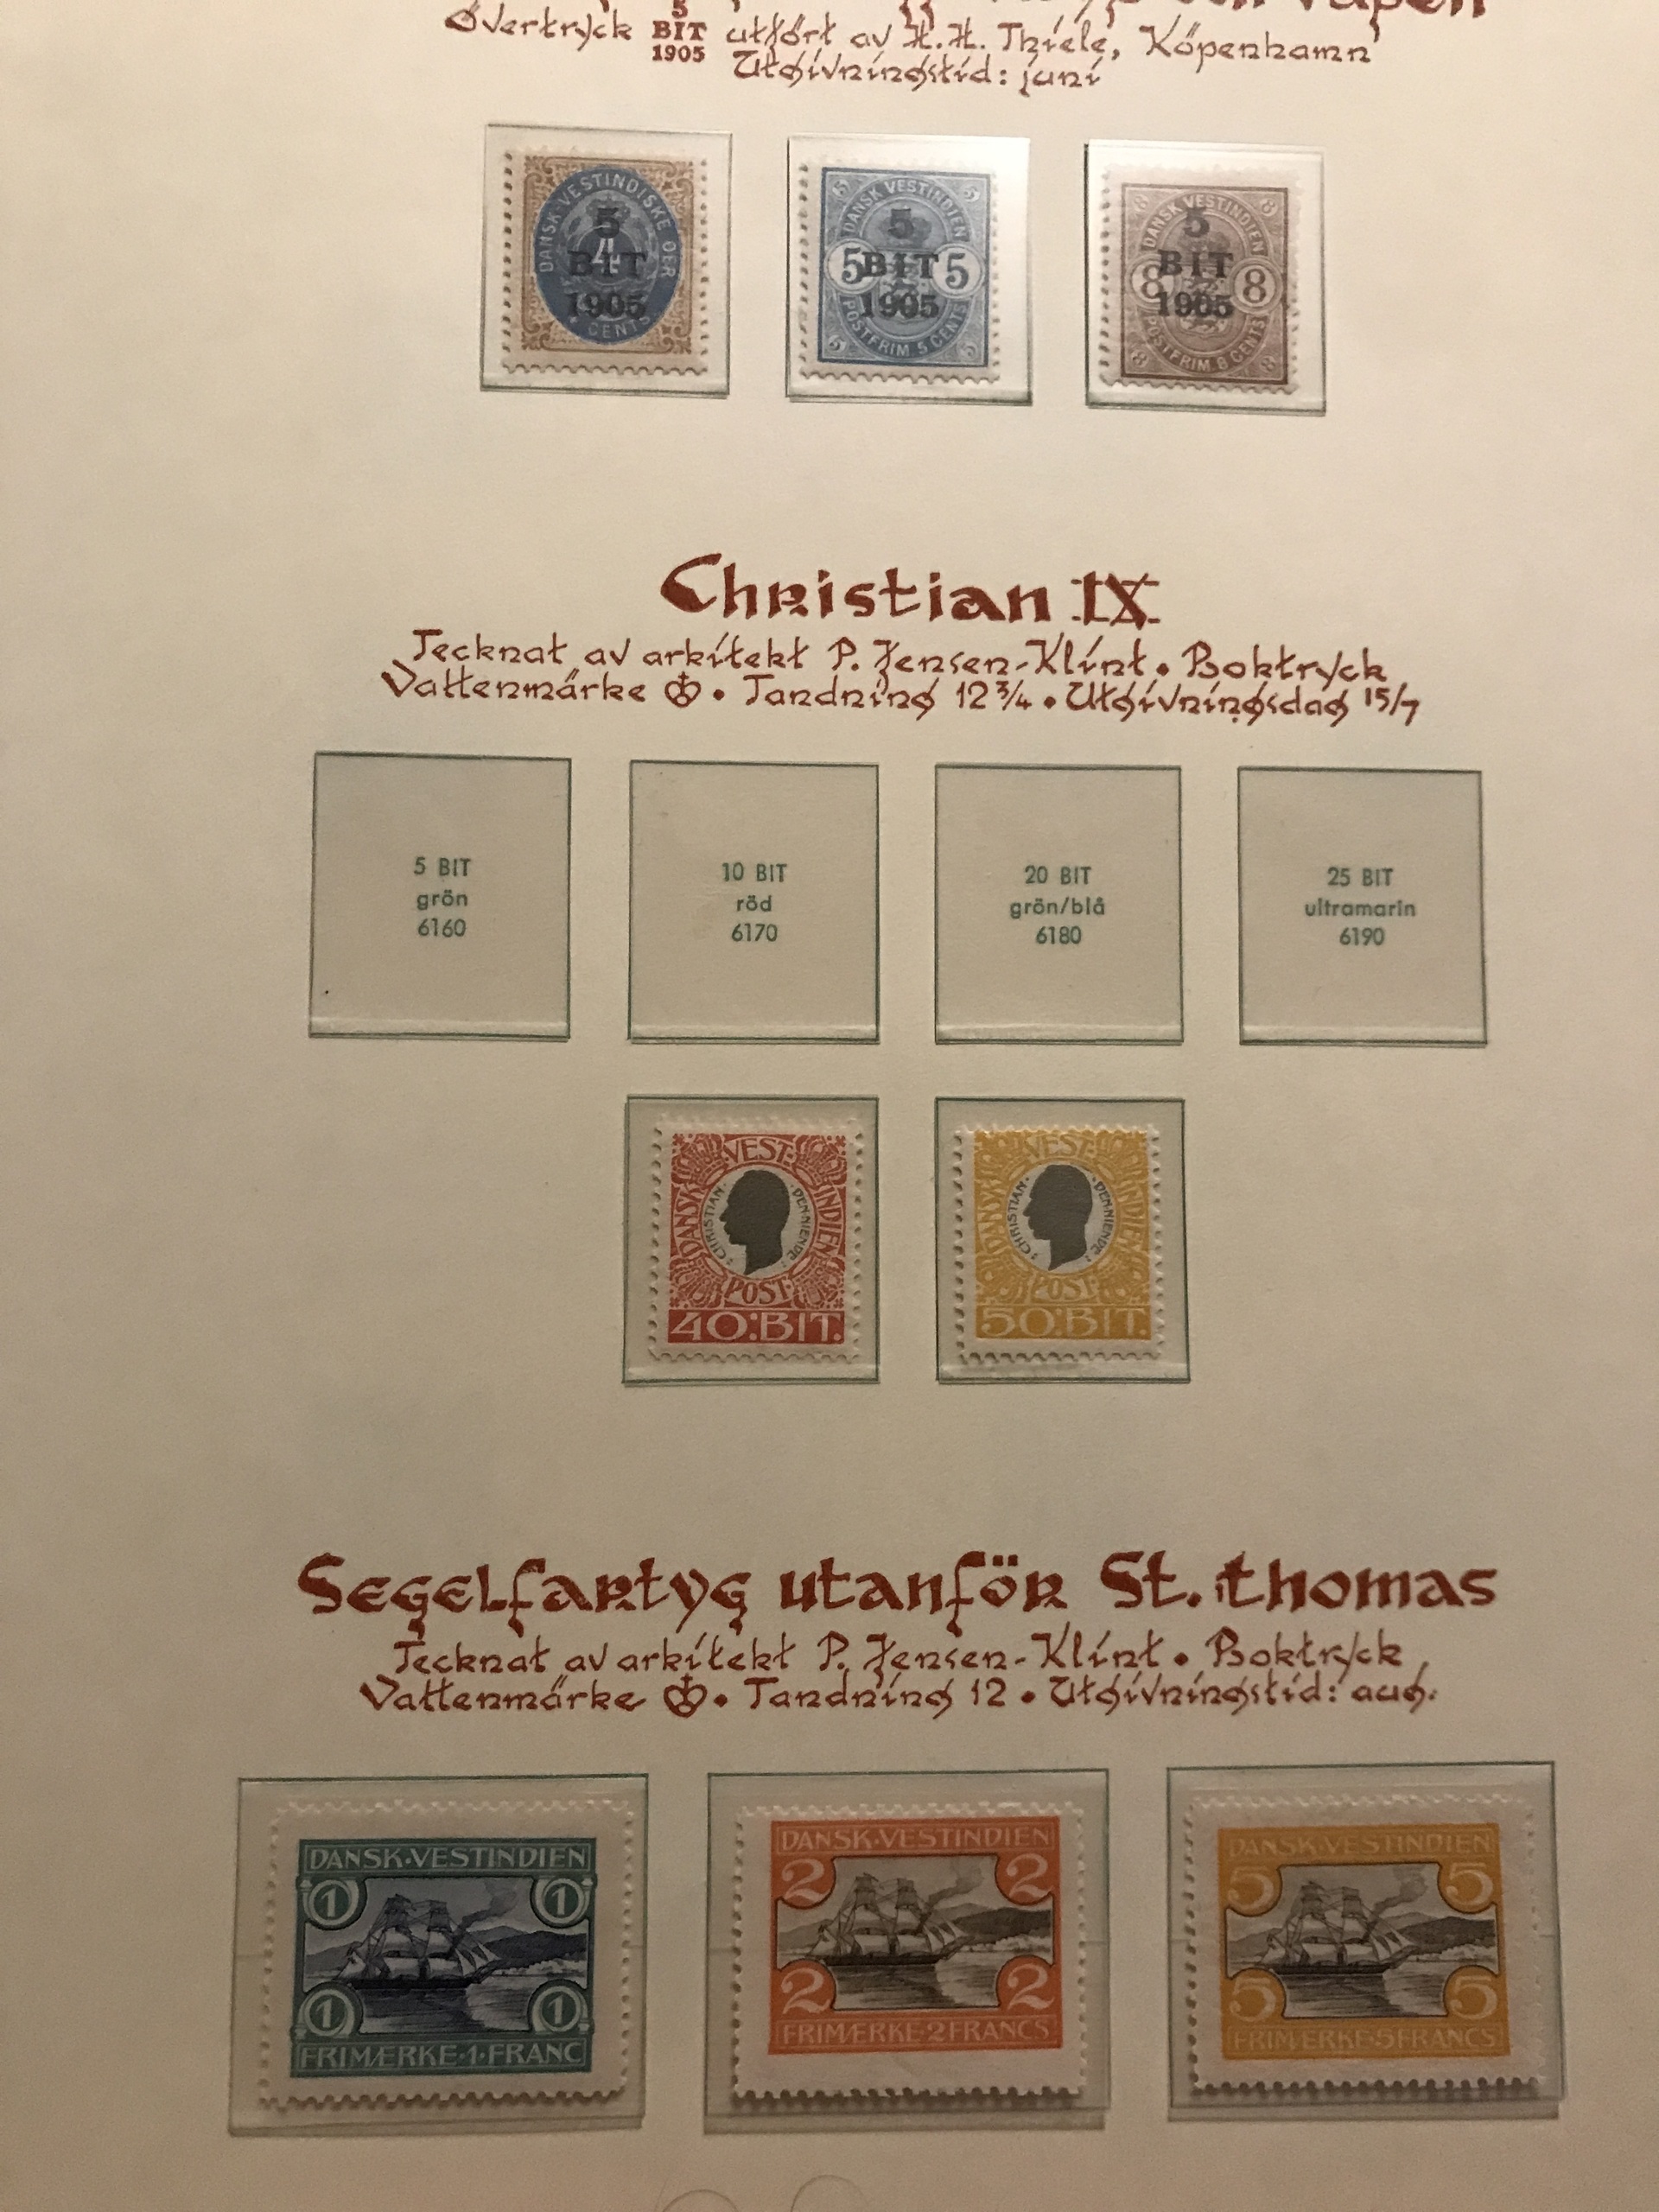 Övertryck 5 BIT 1905 utfört av H.H. Thiele, Köpenhamn
Utgivningstid: juni
DANSK-VESTINDISKE ØER
4
CENTS
5
BIT
1905
DANSK VESTINDIEN
5 5
POSTFRIM. 5 CENTS
5
BIT
1905
DANSK VESTINDIEN
8 8
POSTFRIM. 8 CENTS
5
BIT
1905
Christian IX
Tecknat av arkitekt P. Jensen-Klint • Boktryck
Vattenmärke • Tandning 12 3/4 • Utgivningsdag 15/7
5 BIT
grön
6160
10 BIT
röd
6170
20 BIT
grön/blå
6180
25 BIT
ultramarin
6190
DANSK VEST- INDIEN
CHRISTIAN· DEN·NIENDE:
POST
40:BIT.
DANSK VEST- INDIEN
CHRISTIAN· DEN·NIENDE:
POST
50:BIT.
Segelfartyg utanför St. Thomas
Tecknat av arkitekt P. Jensen-Klint • Boktryck
Vattenmärke • Tandning 12 • Utgivningstid: aug.
DANSK·VESTINDIEN
1 1
1 1
FRIMÆRKE·1·FRANC
DANSK·VESTINDIEN
2 2
2 2
FRIMÆRKE·2FRANCS
DANSK·VESTINDIEN
5 5
5 5
FRIMÆRKE·5FRANCS